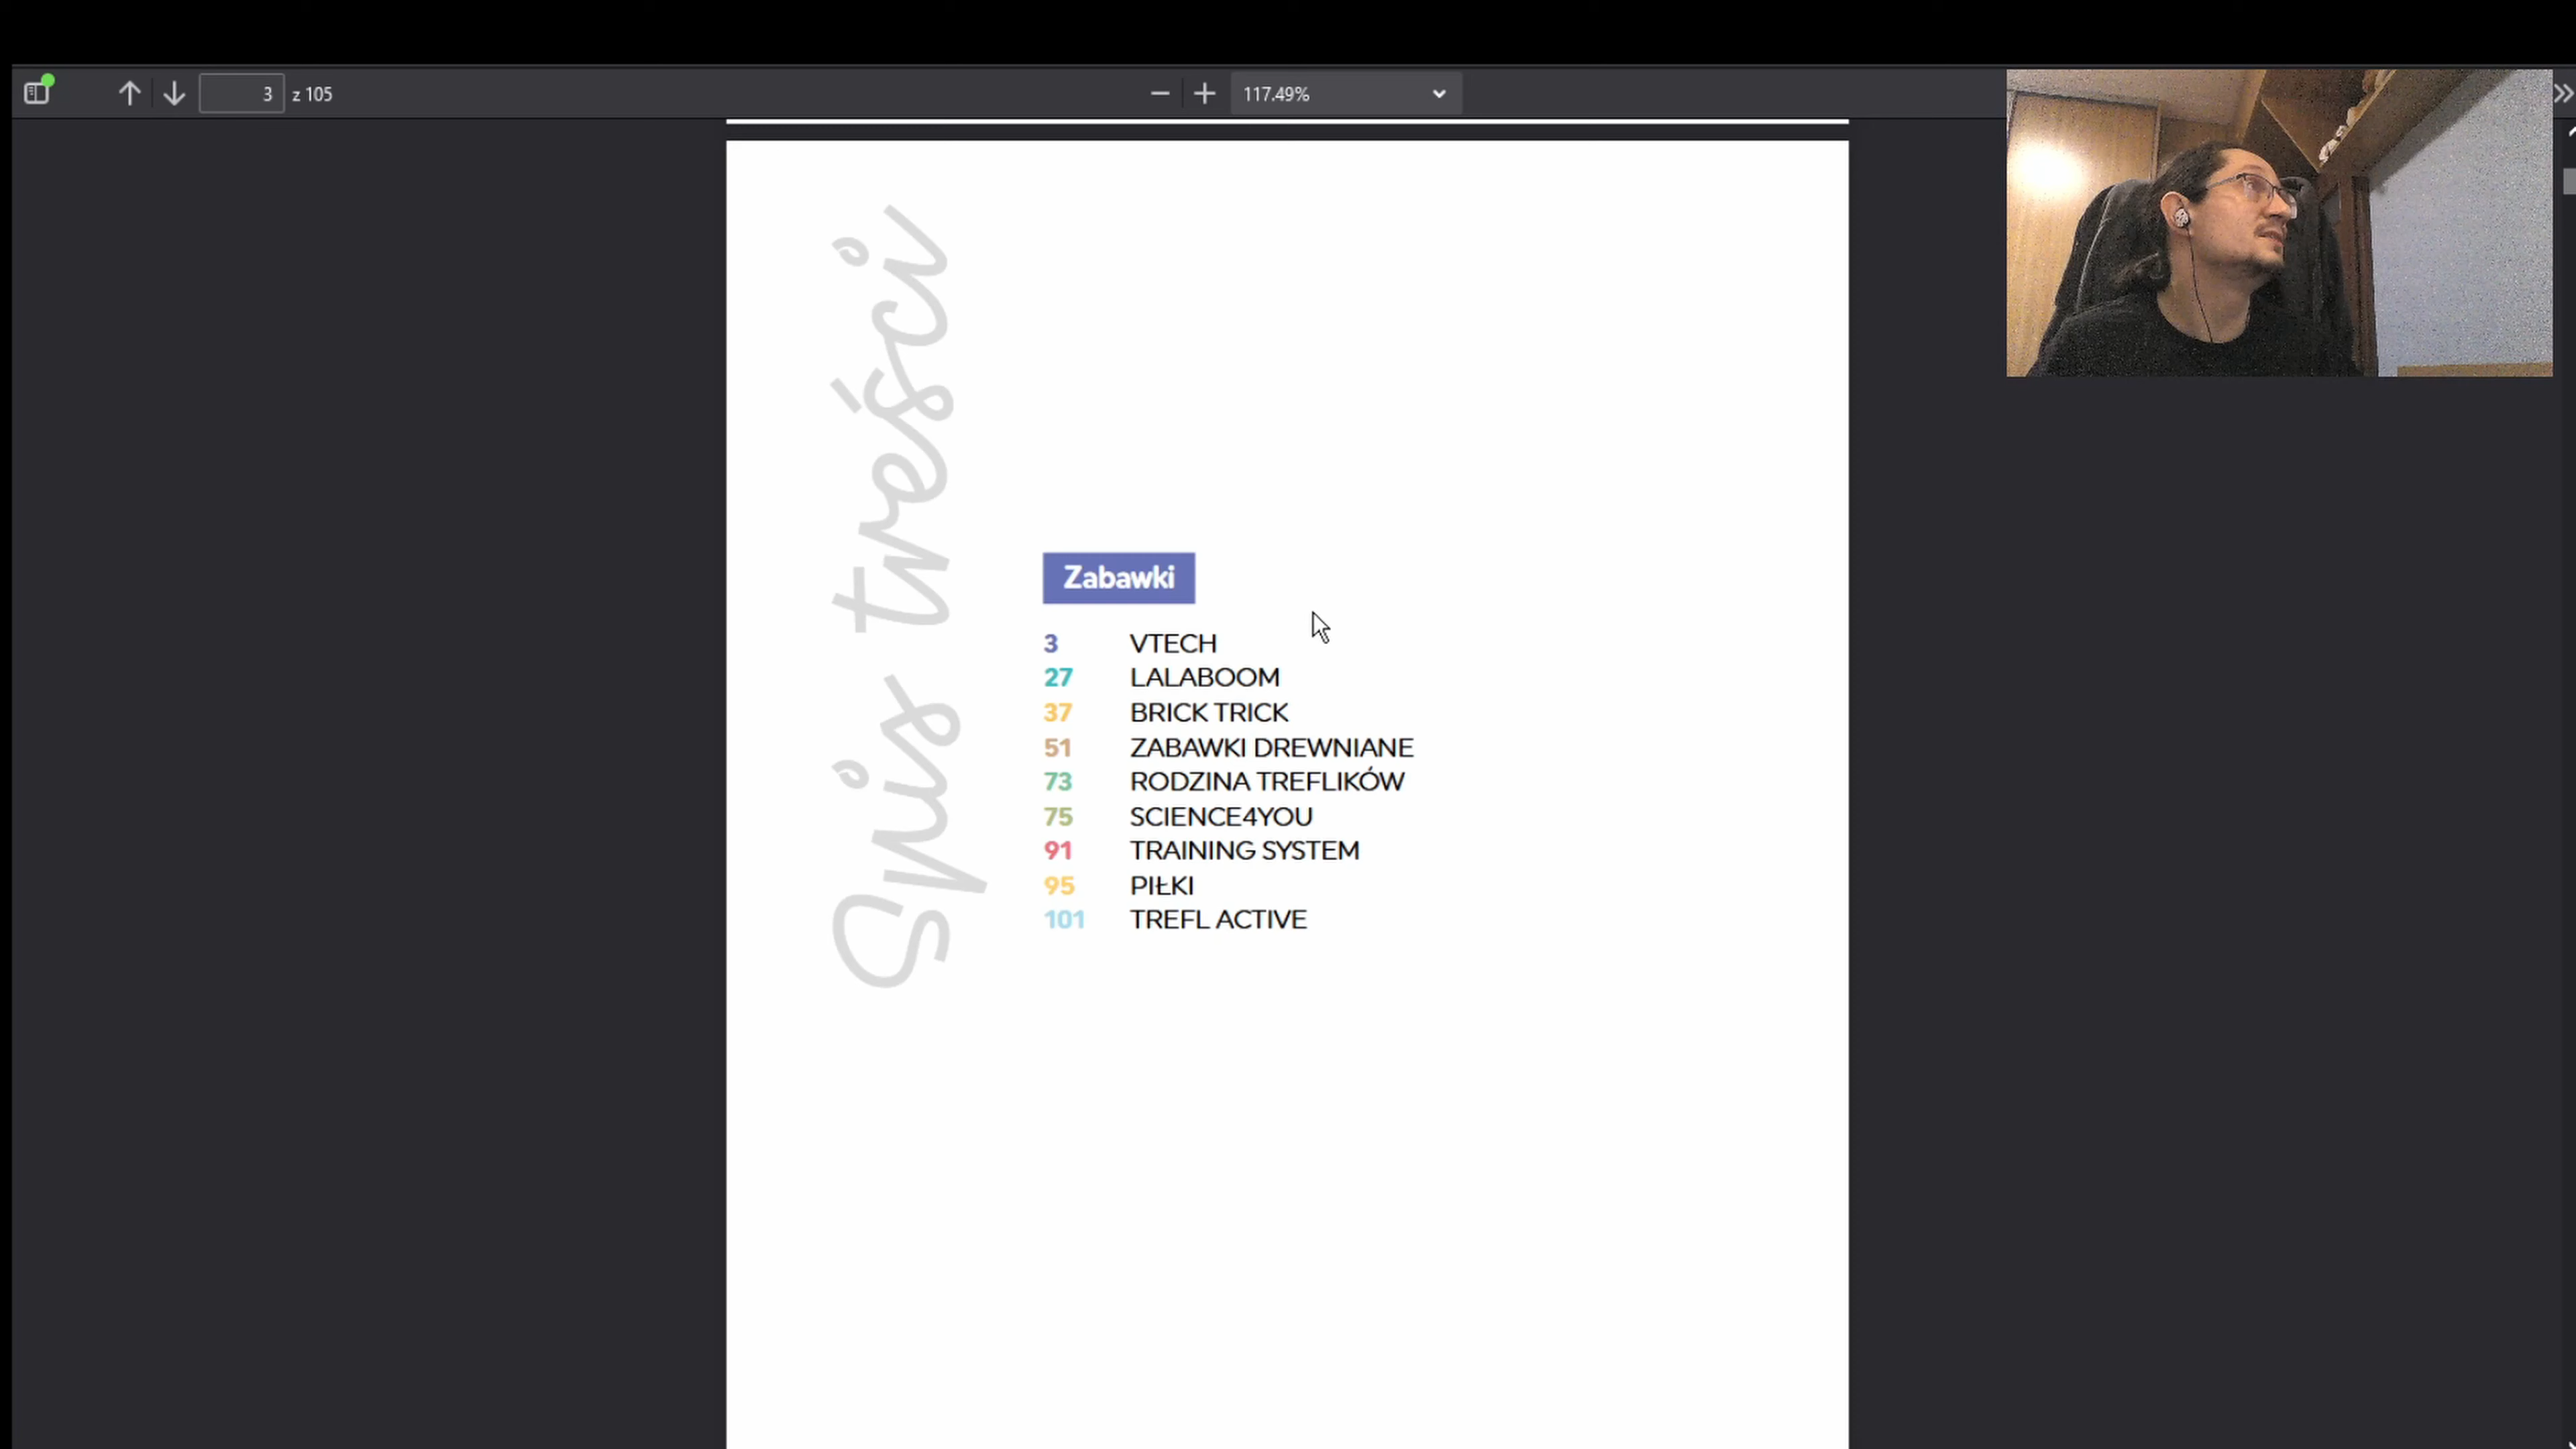 3 z 105
117.49%
Spis treści
Zabawki
3 VTECH
27 LALABOOM
37 BRICK TRICK
51 ZABAWKI DREWNIANE
73 RODZINA TREFLIKÓW
75 SCIENCE4YOU
91 TRAINING SYSTEM
95 PIŁKI
101 TREFL ACTIVE